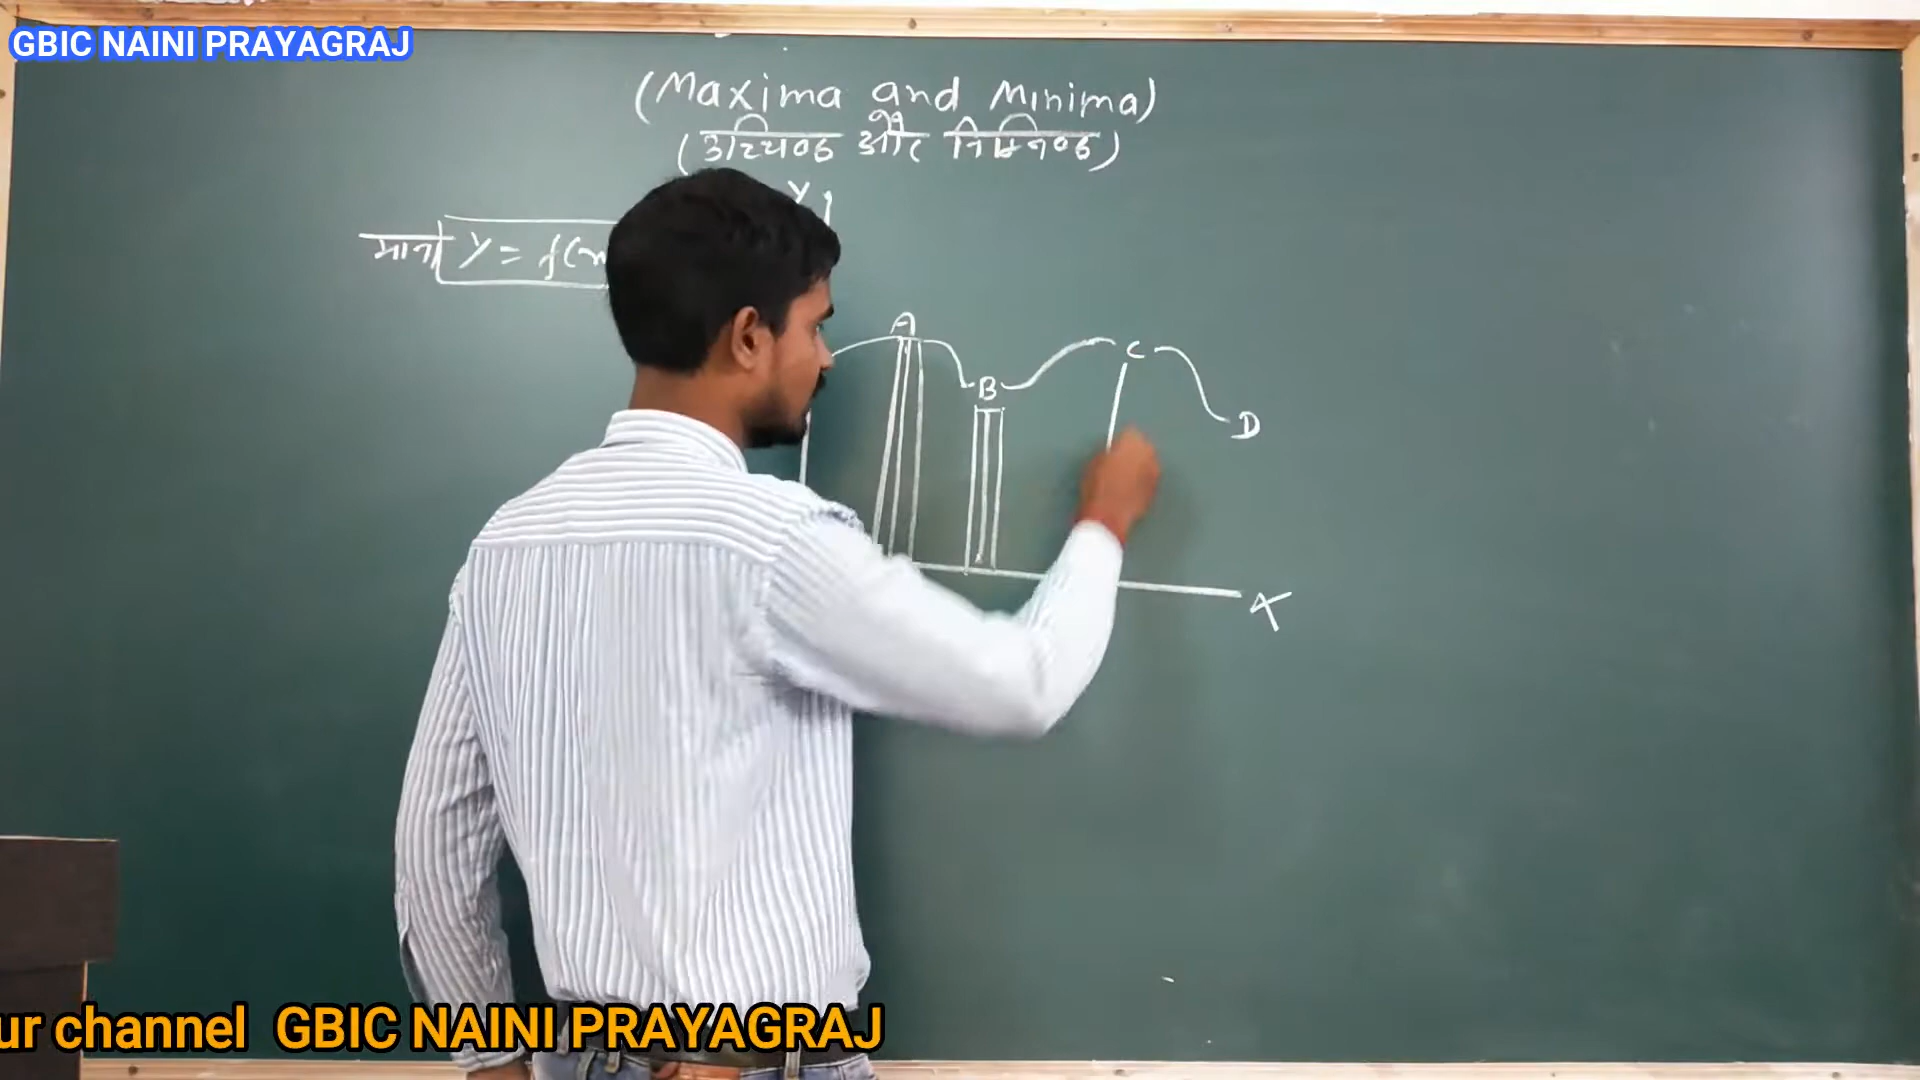 GBIC NAINI PRAYAGRAJ
(Maxima and Minima)
(उच्चिष्ठ और निम्निष्ठ)
Y
माना y = f(x
A
B
C
D
X
ur channel GBIC NAINI PRAYAGRAJ